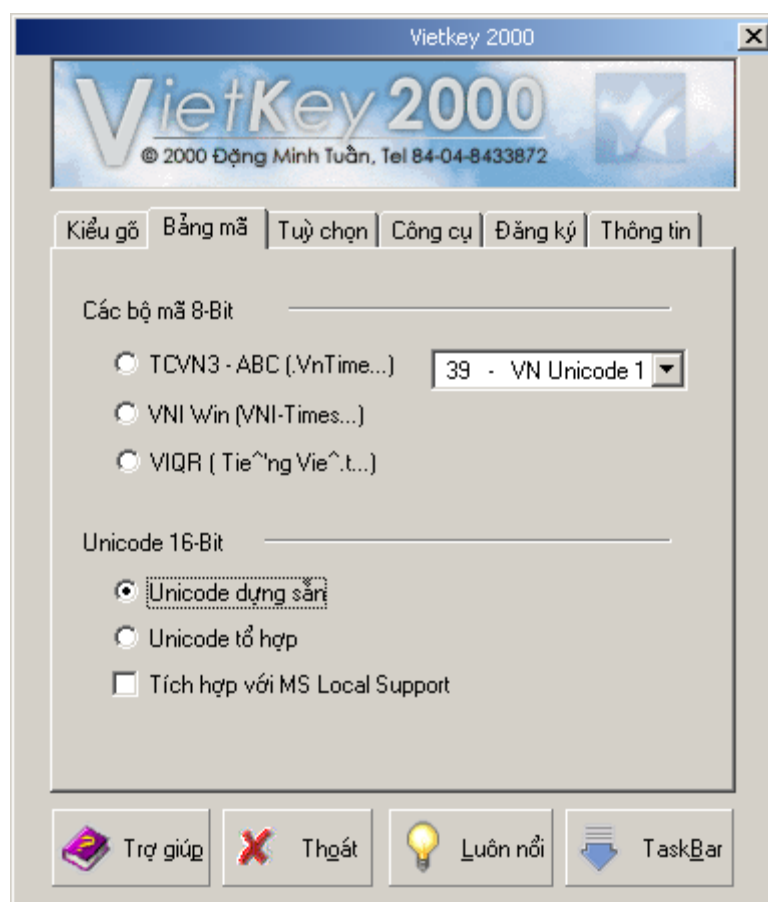 Vietkey 2000
VietKey 2000
© 2000 Đặng Minh Tuấn, Tel 84-04-8433872
Kiểu gõ Bảng mã Tuỳ chọn Công cụ Đăng ký Thông tin
Các bộ mã 8-Bit
TCVN3 - ABC (.VnTime...) 39 - VN Unicode 1
VNI Win (VNI-Times...)
VIQR ( Tie^'ng Vie^.t...)
Unicode 16-Bit
Unicode dựng sẵn
Unicode tổ hợp
Tích hợp với MS Local Support
Trợ giúp Thoát Luôn nổi TaskBar